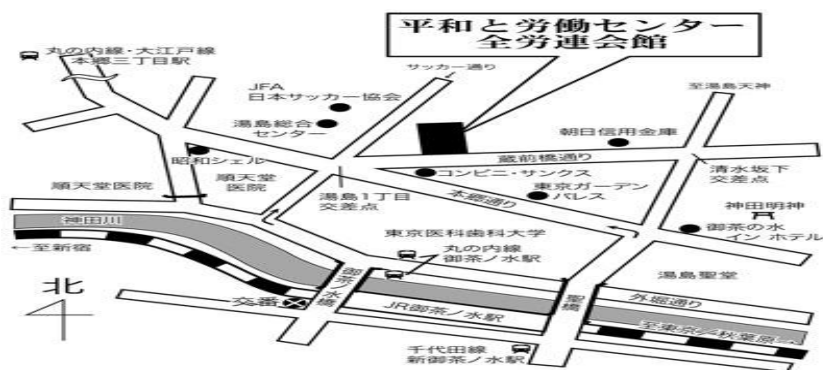 平和と労働センター
全労連会館
丸の内線・大江戸線
本郷三丁目駅
サッカー通り
JFA
日本サッカー協会
湯島総合
センター
至湯島天神
朝日信用金庫
蔵前橋通り
昭和シェル
コンビニ・サンクス
清水坂下
交差点
順天堂医院
順天堂
医院
湯島1丁目
交差点
本郷通り
東京ガーデン
パレス
神田明神
神田川
東京医科歯科大学
御茶の水
イン ホテル
←至新宿
丸の内線
御茶ノ水駅
湯島聖堂
北
御茶ノ水橋
聖橋
外堀通り
交番
JR御茶ノ水駅
至東京／秋葉原→
千代田線
新御茶ノ水駅